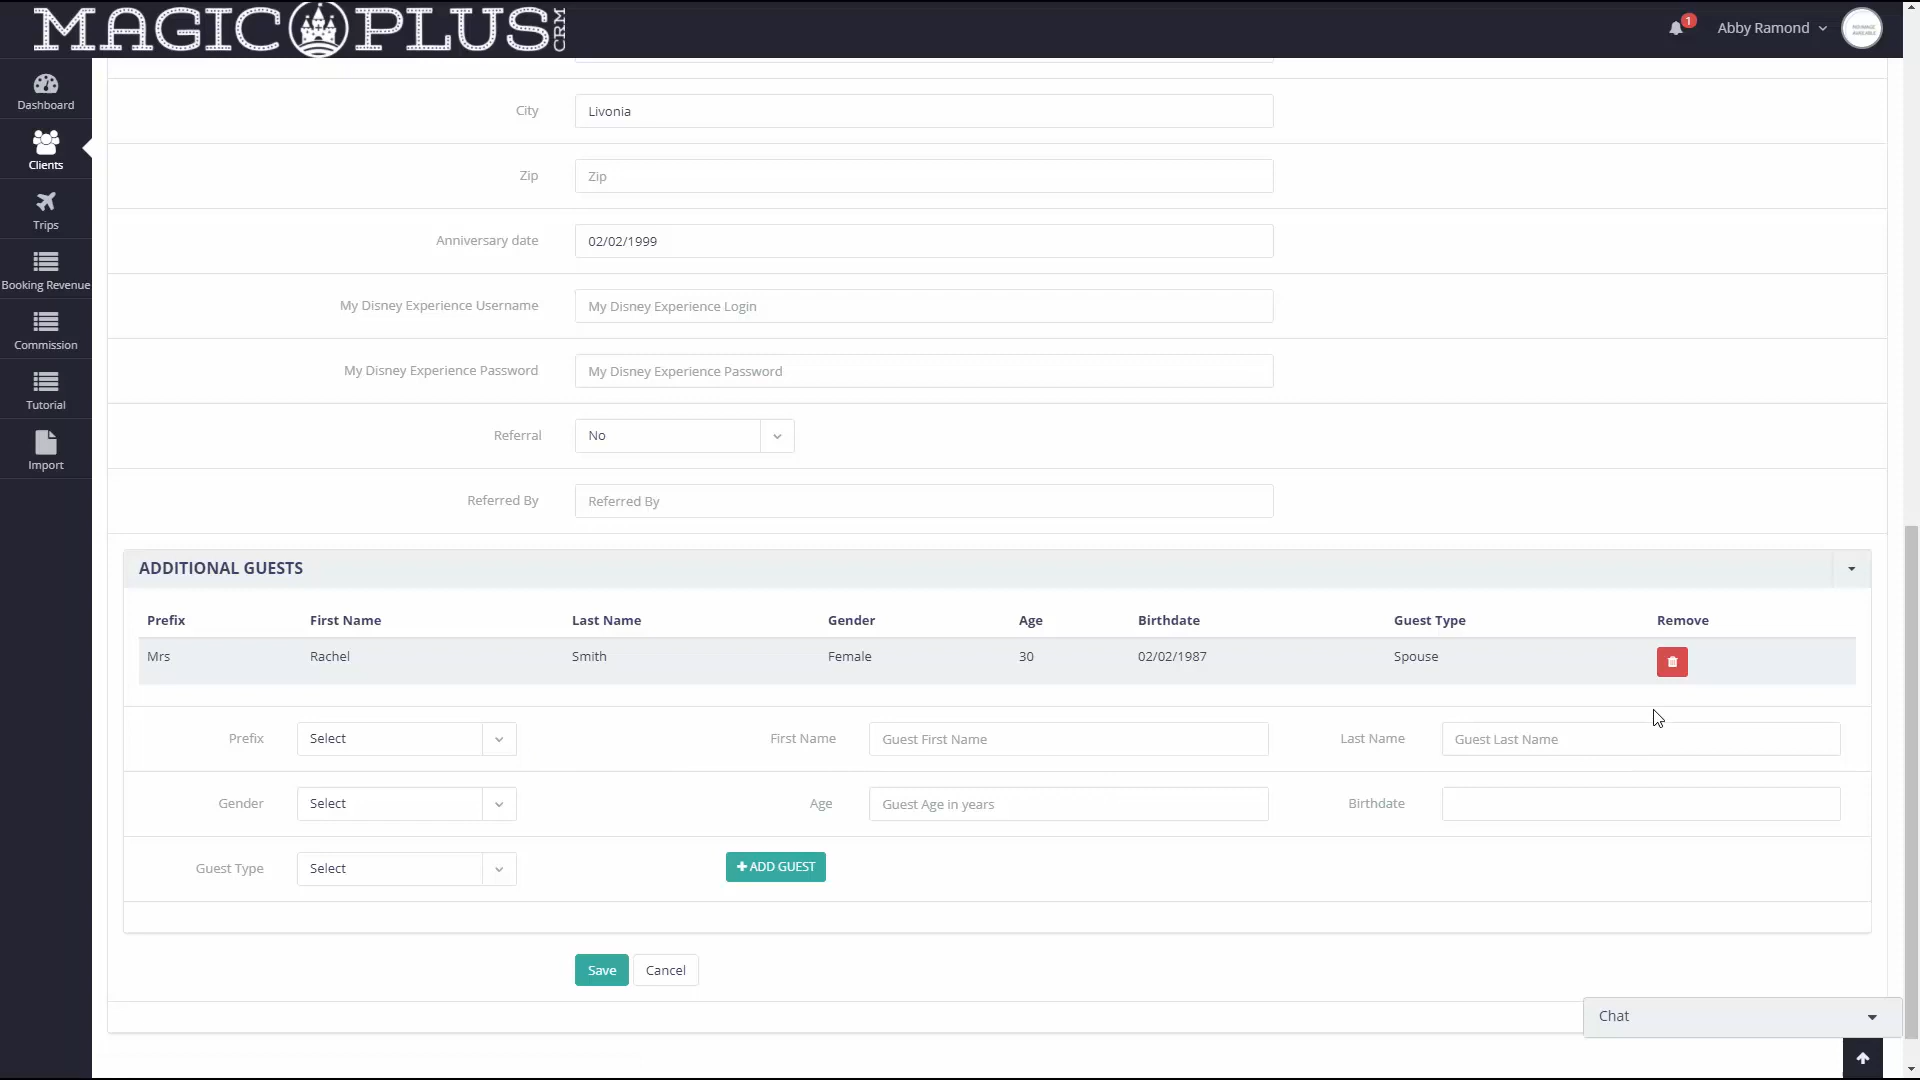 MAGIC PLUS CRM
1
Abby Ramond
Dashboard
Clients
Trips
Booking Revenue
Commission
Tutorial
Import
City Livonia
Zip Zip
Anniversary date 02/02/1999
My Disney Experience Username My Disney Experience Login
My Disney Experience Password My Disney Experience Password
Referral No
Referred By Referred By
ADDITIONAL GUESTS
Prefix First Name Last Name Gender Age Birthdate Guest Type Remove
Mrs Rachel Smith Female 30 02/02/1987 Spouse
Prefix Select First Name Guest First Name Last Name Guest Last Name
Gender Select Age Guest Age in years Birthdate
Guest Type Select ADD GUEST
Save Cancel
Chat